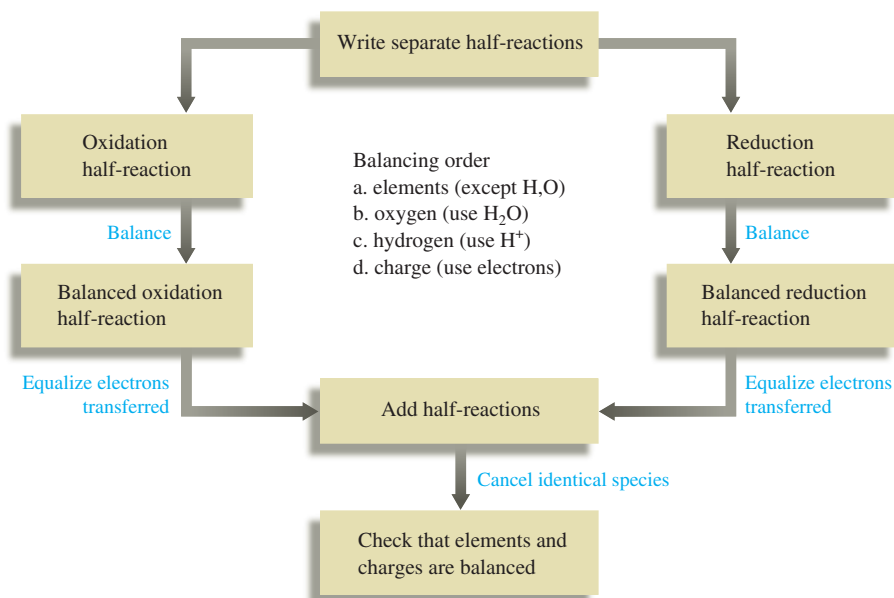 Write separate half-reactions
Oxidation
half-reaction
Reduction
half-reaction
Balancing order
a. elements (except H,O)
b. oxygen (use H₂O)
c. hydrogen (use H⁺)
d. charge (use electrons)
Balance
Balance
Balanced oxidation
half-reaction
Balanced reduction
half-reaction
Equalize electrons
transferred
Equalize electrons
transferred
Add half-reactions
Cancel identical species
Check that elements and
charges are balanced